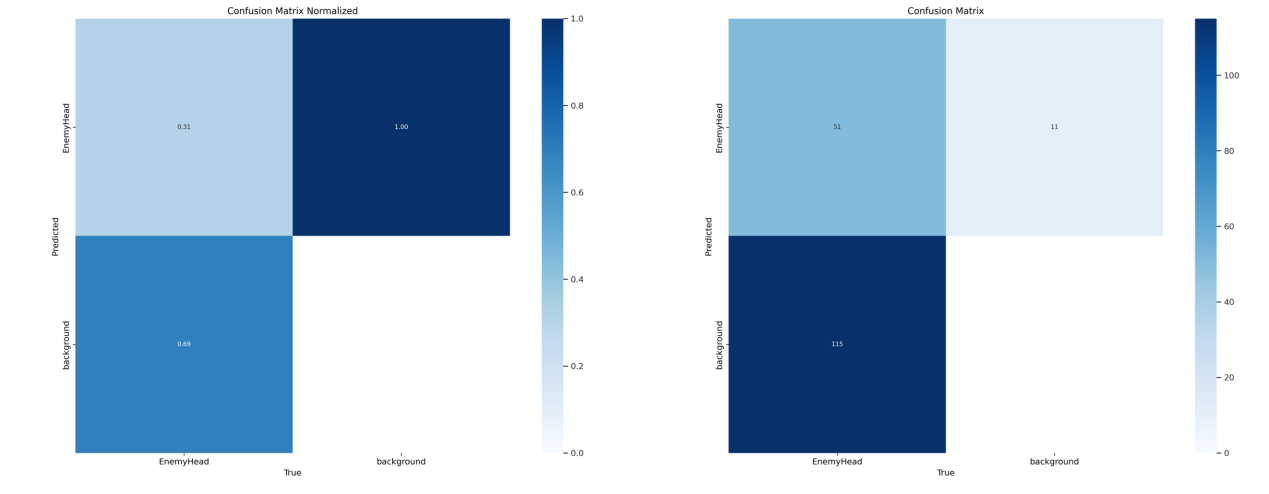 Confusion Matrix Normalized
EnemyHead
background
Predicted
0.31
1.00
0.69
EnemyHead
background
True
1.0
0.8
0.6
0.4
0.2
0.0
Confusion Matrix
EnemyHead
background
Predicted
51
11
115
EnemyHead
background
True
100
80
60
40
20
0